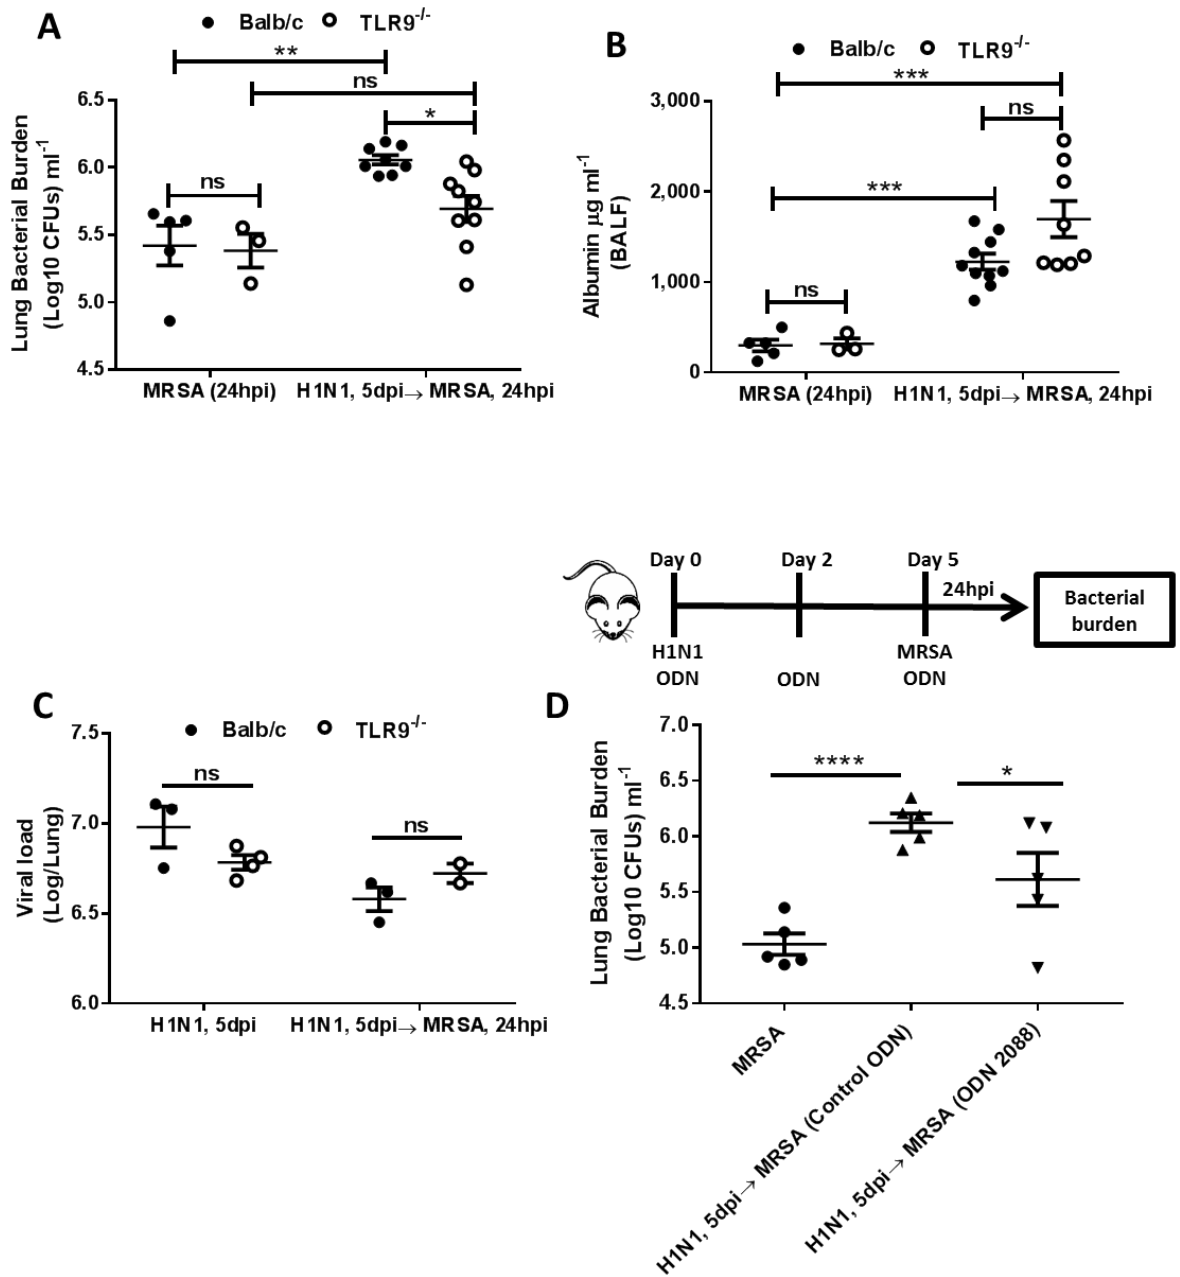 A
Balb/c TLR9-/-
**
ns
*
ns
Lung Bacterial Burden
(Log10 CFUs) ml-1
6.5
6.0
5.5
5.0
4.5
MRSA (24hpi) H1N1, 5dpi→ MRSA, 24hpi
B
Balb/c TLR9-/-
***
ns
***
ns
Albumin µg ml-1
(BALF)
3,000
2,000
1,000
0
MRSA (24hpi) H1N1, 5dpi→ MRSA, 24hpi
C
Balb/c TLR9-/-
ns
ns
Viral load
(Log/Lung)
7.5
7.0
6.5
6.0
H1N1, 5dpi H1N1, 5dpi→ MRSA, 24hpi
Day 0 Day 2 Day 5
24hpi
Bacterial
burden
H1N1 MRSA
ODN ODN ODN
D
****
*
Lung Bacterial Burden
(Log10 CFUs) ml-1
7.0
6.5
6.0
5.5
5.0
4.5
MRSA
H1N1, 5dpi→ MRSA (Control ODN)
H1N1, 5dpi→ MRSA (ODN 2088)